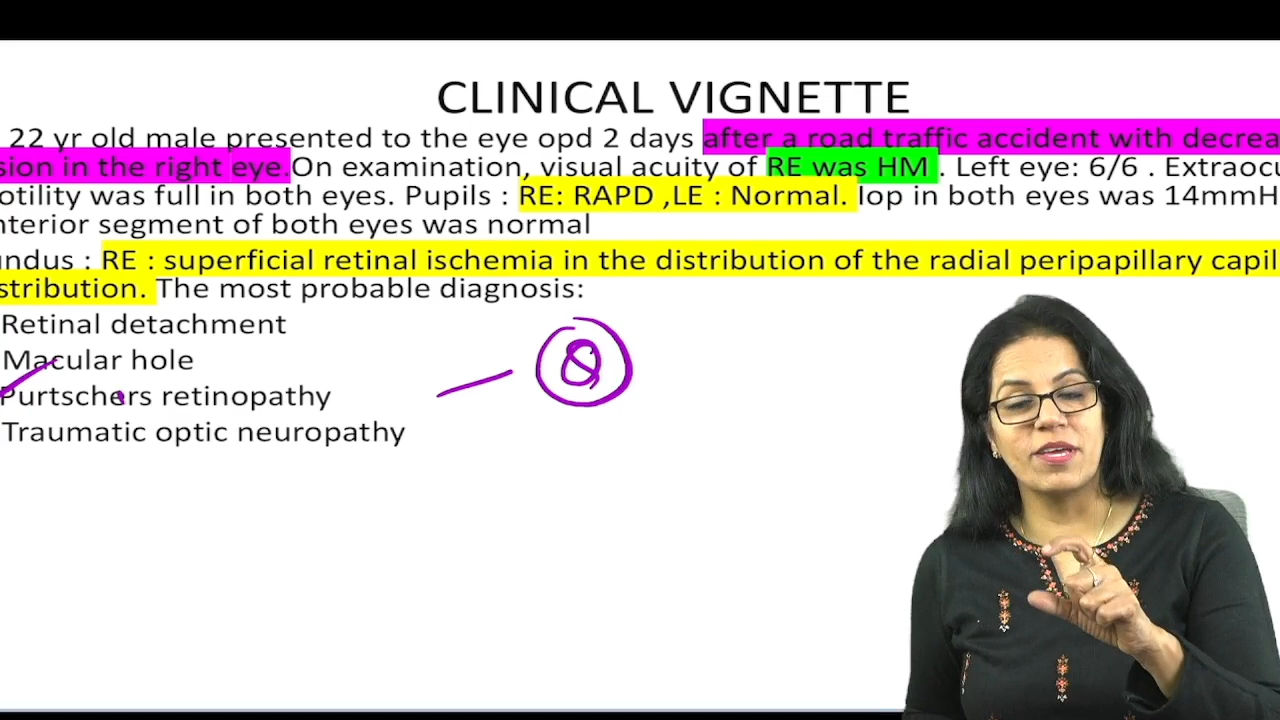 CLINICAL VIGNETTE
22 yr old male presented to the eye opd 2 days after a road traffic accident with decrea
sion in the right eye.On examination, visual acuity of RE was HM . Left eye: 6/6 . Extraocu
otility was full in both eyes. Pupils : RE: RAPD ,LE : Normal. Iop in both eyes was 14mmH
nterior segment of both eyes was normal
undus : RE : superficial retinal ischemia in the distribution of the radial peripapillary capil
stribution. The most probable diagnosis:
Retinal detachment
Macular hole
Purtschers retinopathy
Traumatic optic neuropathy